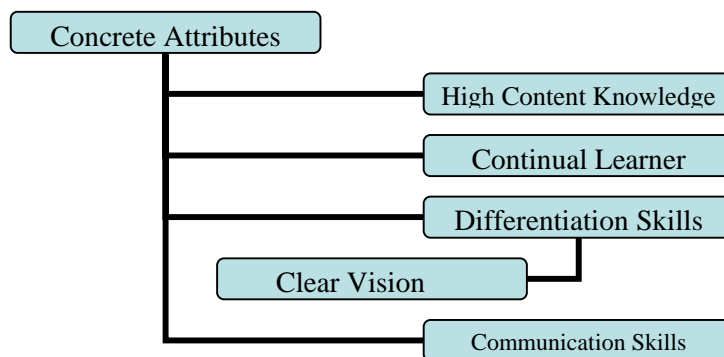 Concrete Attributes
High Content Knowledge
Continual Learner
Differentiation Skills
Clear Vision
Communication Skills